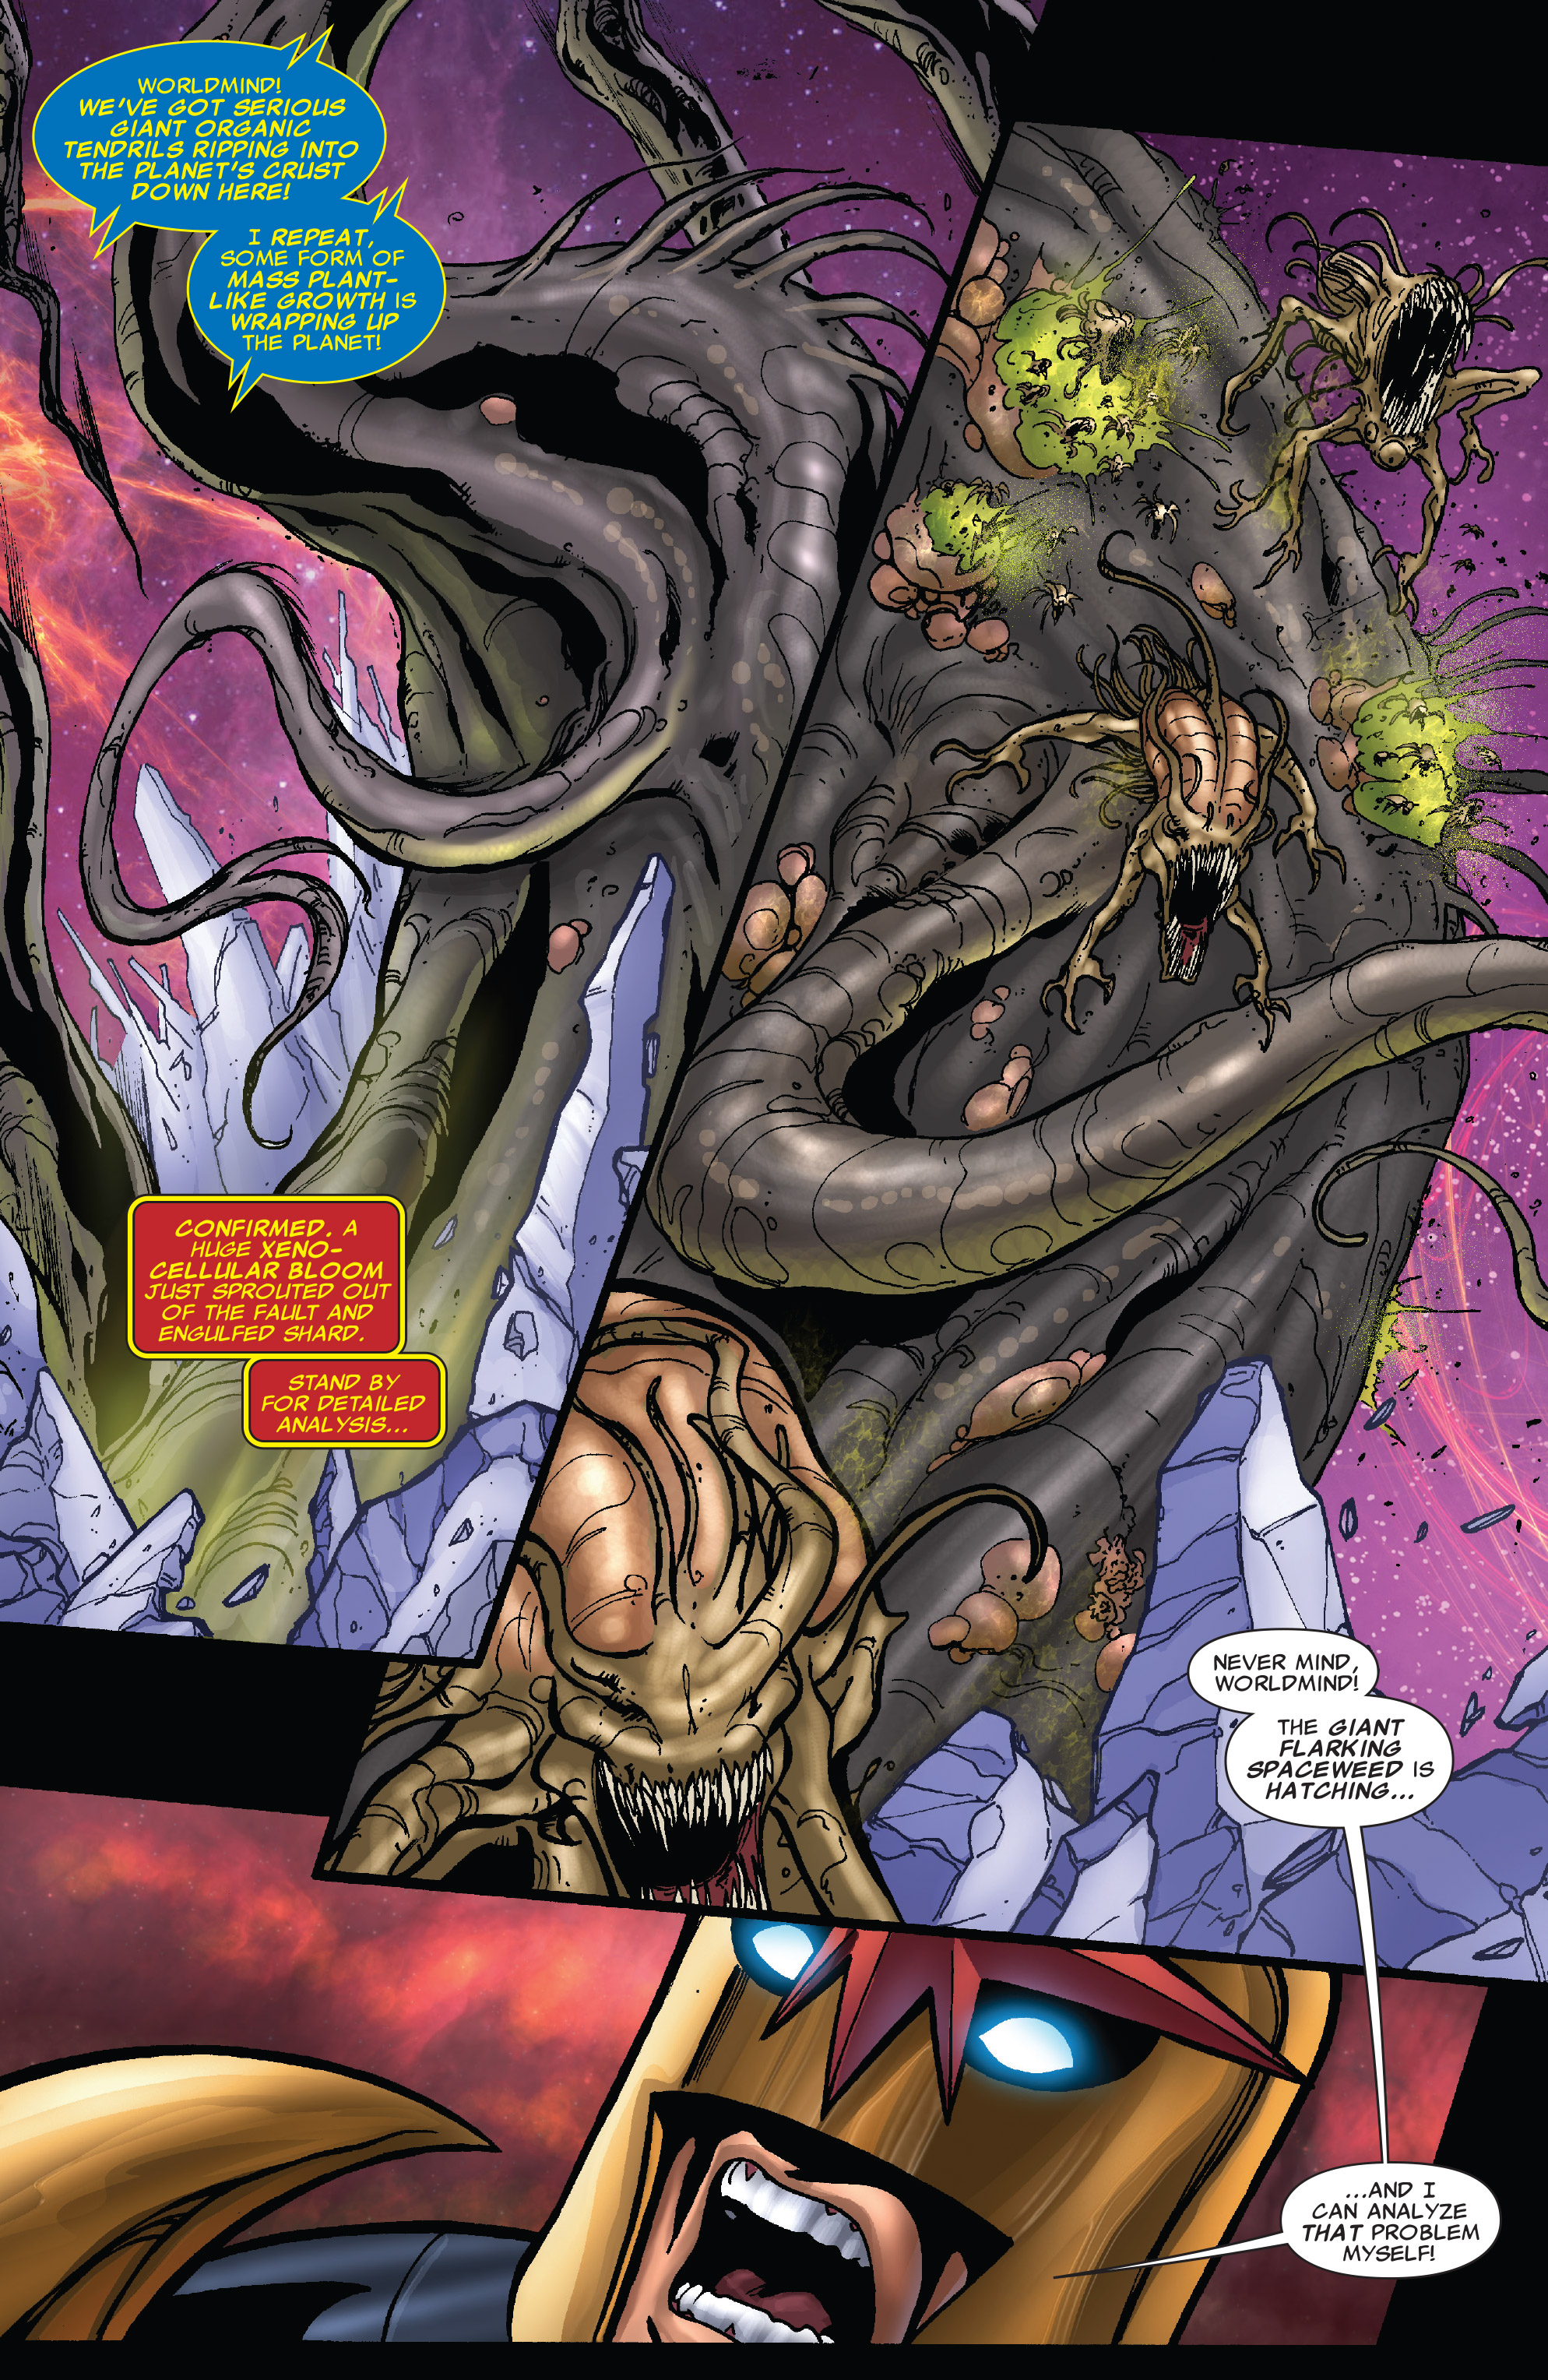 WORLDMIND!
WE'VE GOT SERIOUS
GIANT ORGANIC
TENDRILS RIPPING INTO
THE PLANET'S CRUST
DOWN HERE!
I REPEAT,
SOME FORM OF
MASS PLANT-
LIKE GROWTH IS
WRAPPING UP
THE PLANET!
CONFIRMED. A
HUGE XENO-
CELLULAR BLOOM
JUST SPROUTED OUT
OF THE FAULT AND
ENGULFED SHARD.
STAND BY
FOR DETAILED
ANALYSIS...
NEVER MIND,
WORLDMIND!
THE GIANT
FLARKING
SPACEWEED IS
HATCHING...
...AND I
CAN ANALYZE
THAT PROBLEM
MYSELF!